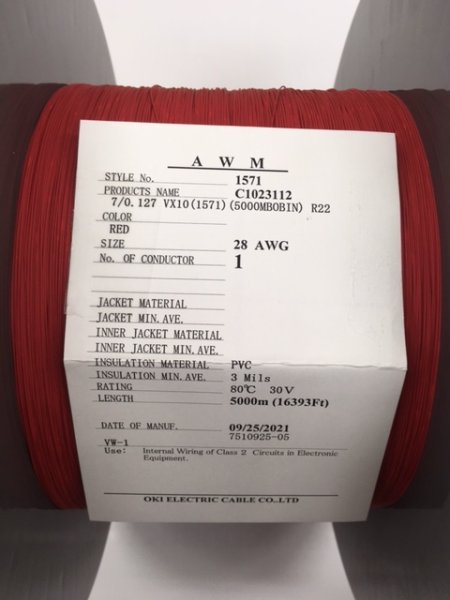 AWM
STYLE No. 1571
PRODUCTS NAME C1023112
7/0.127 VX10(1571)(5000MBOBIN) R22
COLOR
RED
SIZE 28 AWG
No. OF CONDUCTOR 1
JACKET MATERIAL
JACKET MIN.AVE.
INNER JACKET MATERIAL
INNER JACKET MIN.AVE.
INSULATION MATERIAL PVC
INSULATION MIN.AVE. 3 Mils
RATING 80℃ 30V
LENGTH 5000m (16393Ft)
DATE OF MANUF. 09/25/2021
7510925-05
VW-1
Use: Internal Wiring of Class 2 Circuits in Electronic
Equipment.
OKI ELECTRIC CABLE CO.,LTD